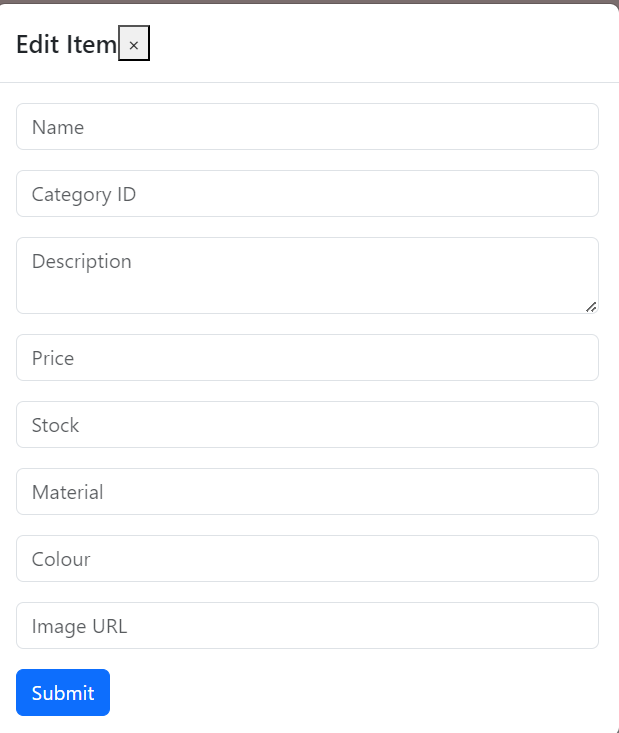 Edit Item ×
Name
Category ID
Description
Price
Stock
Material
Colour
Image URL
Submit